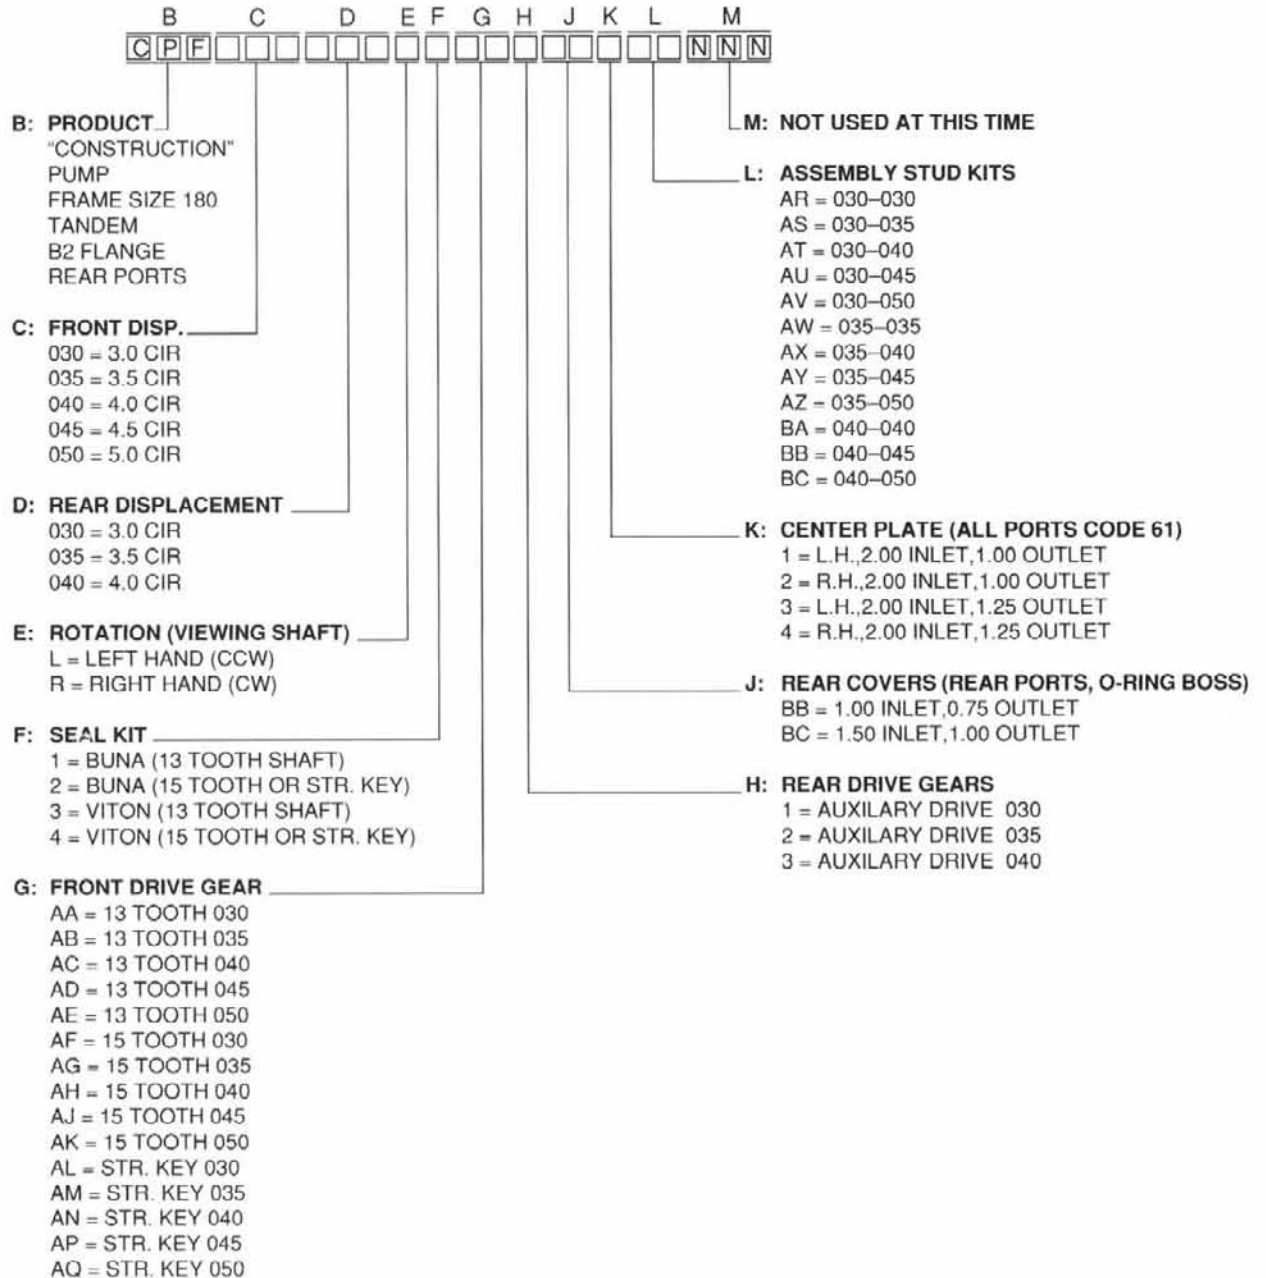 B C D E F G H J K L M
C P F N N N
B: PRODUCT
"CONSTRUCTION"
PUMP
FRAME SIZE 180
TANDEM
B2 FLANGE
REAR PORTS
C: FRONT DISP.
030 = 3.0 CIR
035 = 3.5 CIR
040 = 4.0 CIR
045 = 4.5 CIR
050 = 5.0 CIR
D: REAR DISPLACEMENT
030 = 3.0 CIR
035 = 3.5 CIR
040 = 4.0 CIR
E: ROTATION (VIEWING SHAFT)
L = LEFT HAND (CCW)
R = RIGHT HAND (CW)
F: SEAL KIT
1 = BUNA (13 TOOTH SHAFT)
2 = BUNA (15 TOOTH OR STR. KEY)
3 = VITON (13 TOOTH SHAFT)
4 = VITON (15 TOOTH OR STR. KEY)
G: FRONT DRIVE GEAR
AA = 13 TOOTH 030
AB = 13 TOOTH 035
AC = 13 TOOTH 040
AD = 13 TOOTH 045
AE = 13 TOOTH 050
AF = 15 TOOTH 030
AG = 15 TOOTH 035
AH = 15 TOOTH 040
AJ = 15 TOOTH 045
AK = 15 TOOTH 050
AL = STR. KEY 030
AM = STR. KEY 035
AN = STR. KEY 040
AP = STR. KEY 045
AQ = STR. KEY 050
M: NOT USED AT THIS TIME
L: ASSEMBLY STUD KITS
AR = 030–030
AS = 030–035
AT = 030–040
AU = 030–045
AV = 030–050
AW = 035–035
AX = 035–040
AY = 035–045
AZ = 035–050
BA = 040–040
BB = 040–045
BC = 040–050
K: CENTER PLATE (ALL PORTS CODE 61)
1 = L.H.,2.00 INLET,1.00 OUTLET
2 = R.H.,2.00 INLET,1.00 OUTLET
3 = L.H.,2.00 INLET,1.25 OUTLET
4 = R.H.,2.00 INLET,1.25 OUTLET
J: REAR COVERS (REAR PORTS, O-RING BOSS)
BB = 1.00 INLET,0.75 OUTLET
BC = 1.50 INLET,1.00 OUTLET
H: REAR DRIVE GEARS
1 = AUXILARY DRIVE 030
2 = AUXILARY DRIVE 035
3 = AUXILARY DRIVE 040